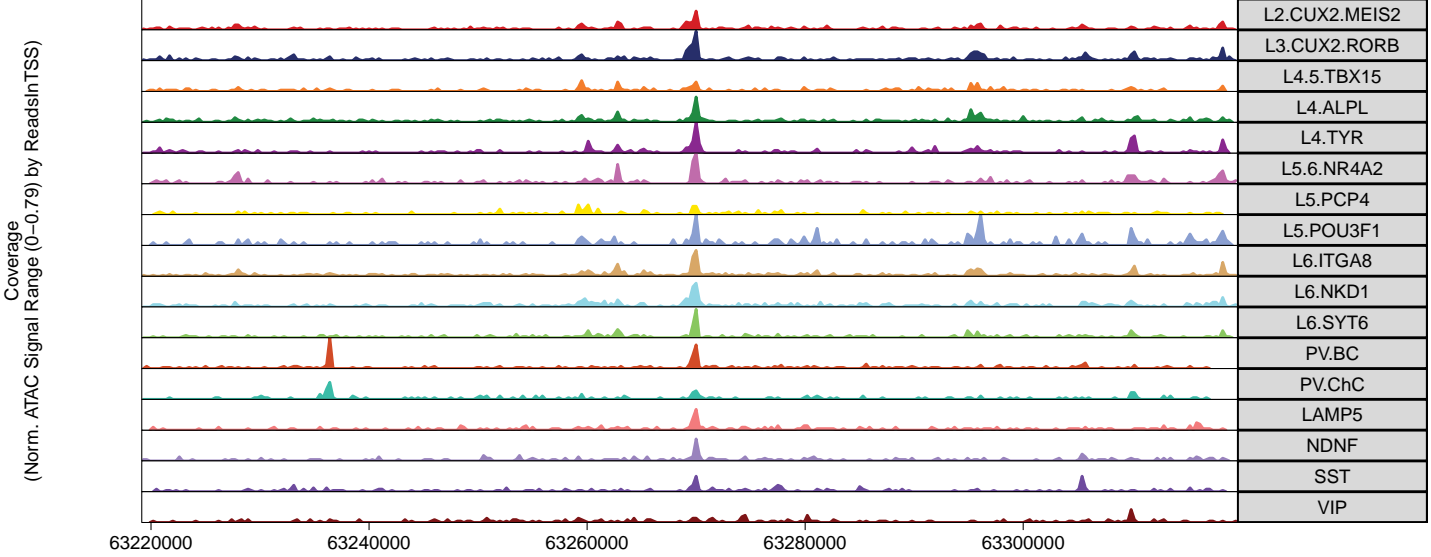 Coverage
(Norm. ATAC Signal Range (0−0.79) by ReadsInTSS)
L2.CUX2.MEIS2
L3.CUX2.RORB
L4.5.TBX15
L4.ALPL
L4.TYR
L5.6.NR4A2
L5.PCP4
L5.POU3F1
L6.ITGA8
L6.NKD1
L6.SYT6
PV.BC
PV.ChC
LAMP5
NDNF
SST
VIP
63220000 63240000 63260000 63280000 63300000